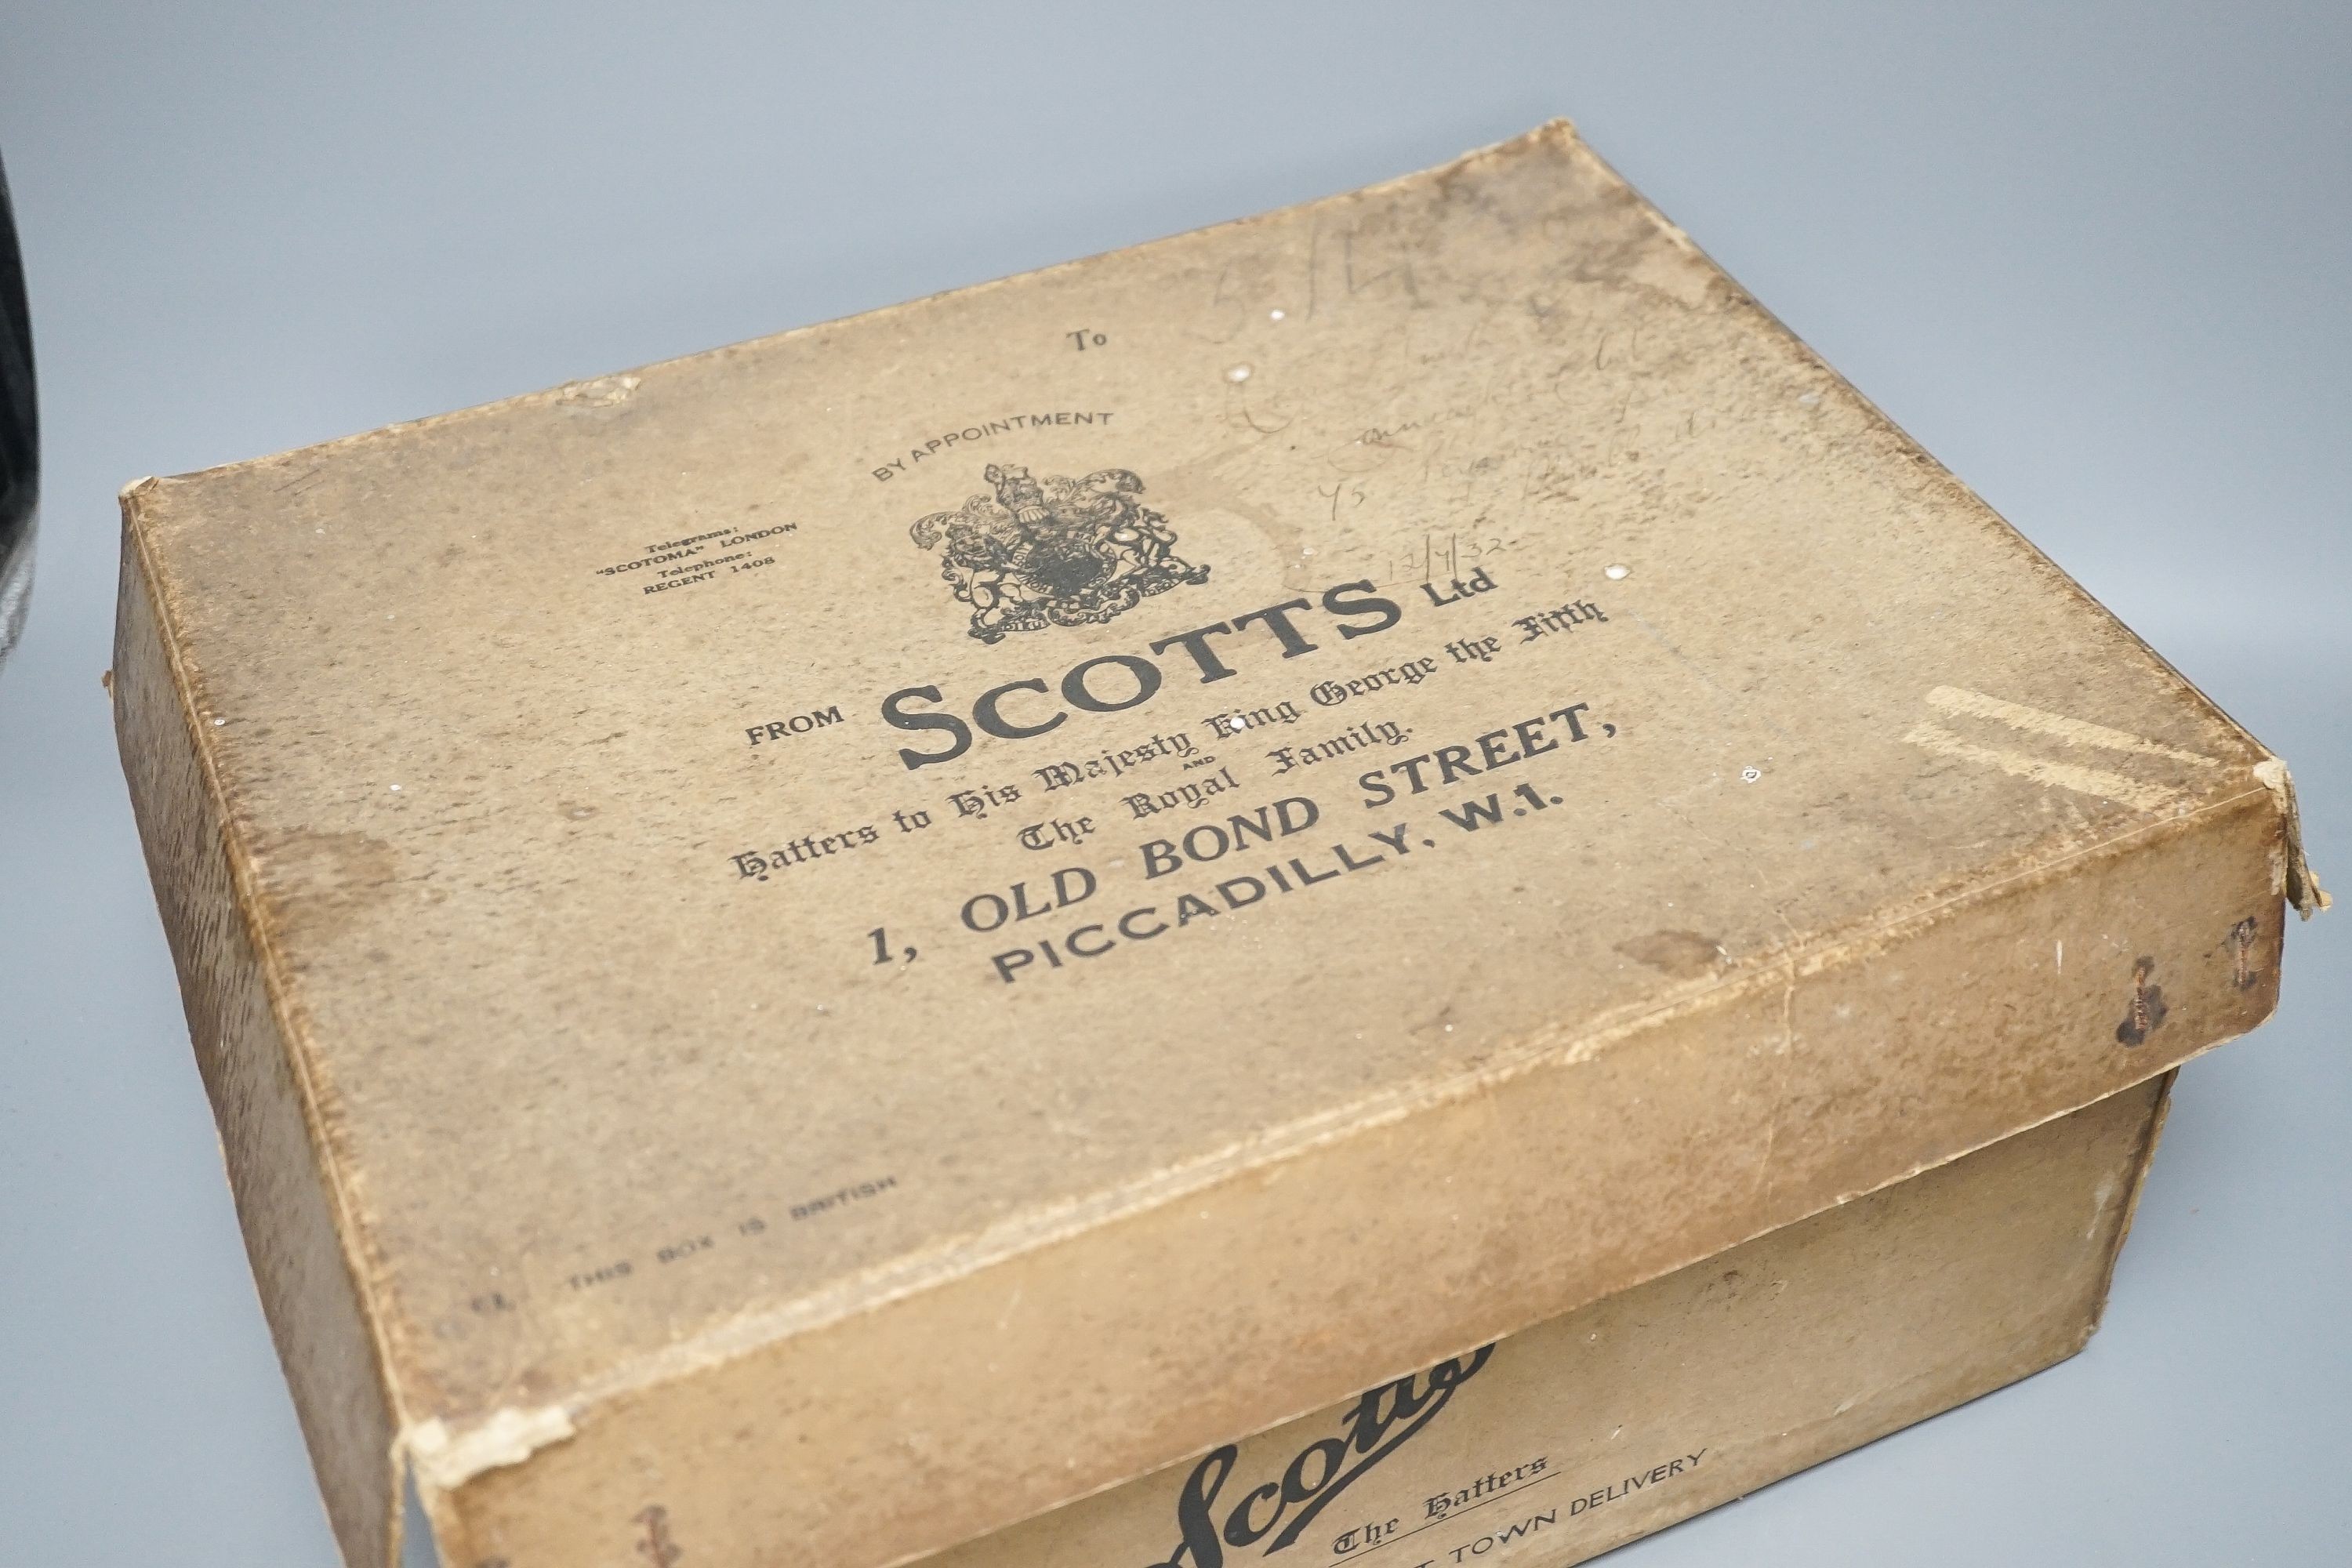 To
BY APPOINTMENT
Telegrams:
"SCOTOMA" LONDON
Telephone:
REGENT 1408
12/4/32
FROM SCOTTS Ltd
Hatters to His Majesty King George the Fifth
AND
The Royal Family.
1, OLD BOND STREET,
PICCADILLY, W.1.
THIS BOX IS BRITISH
Scotts
The Hatters
TOWN DELIVERY